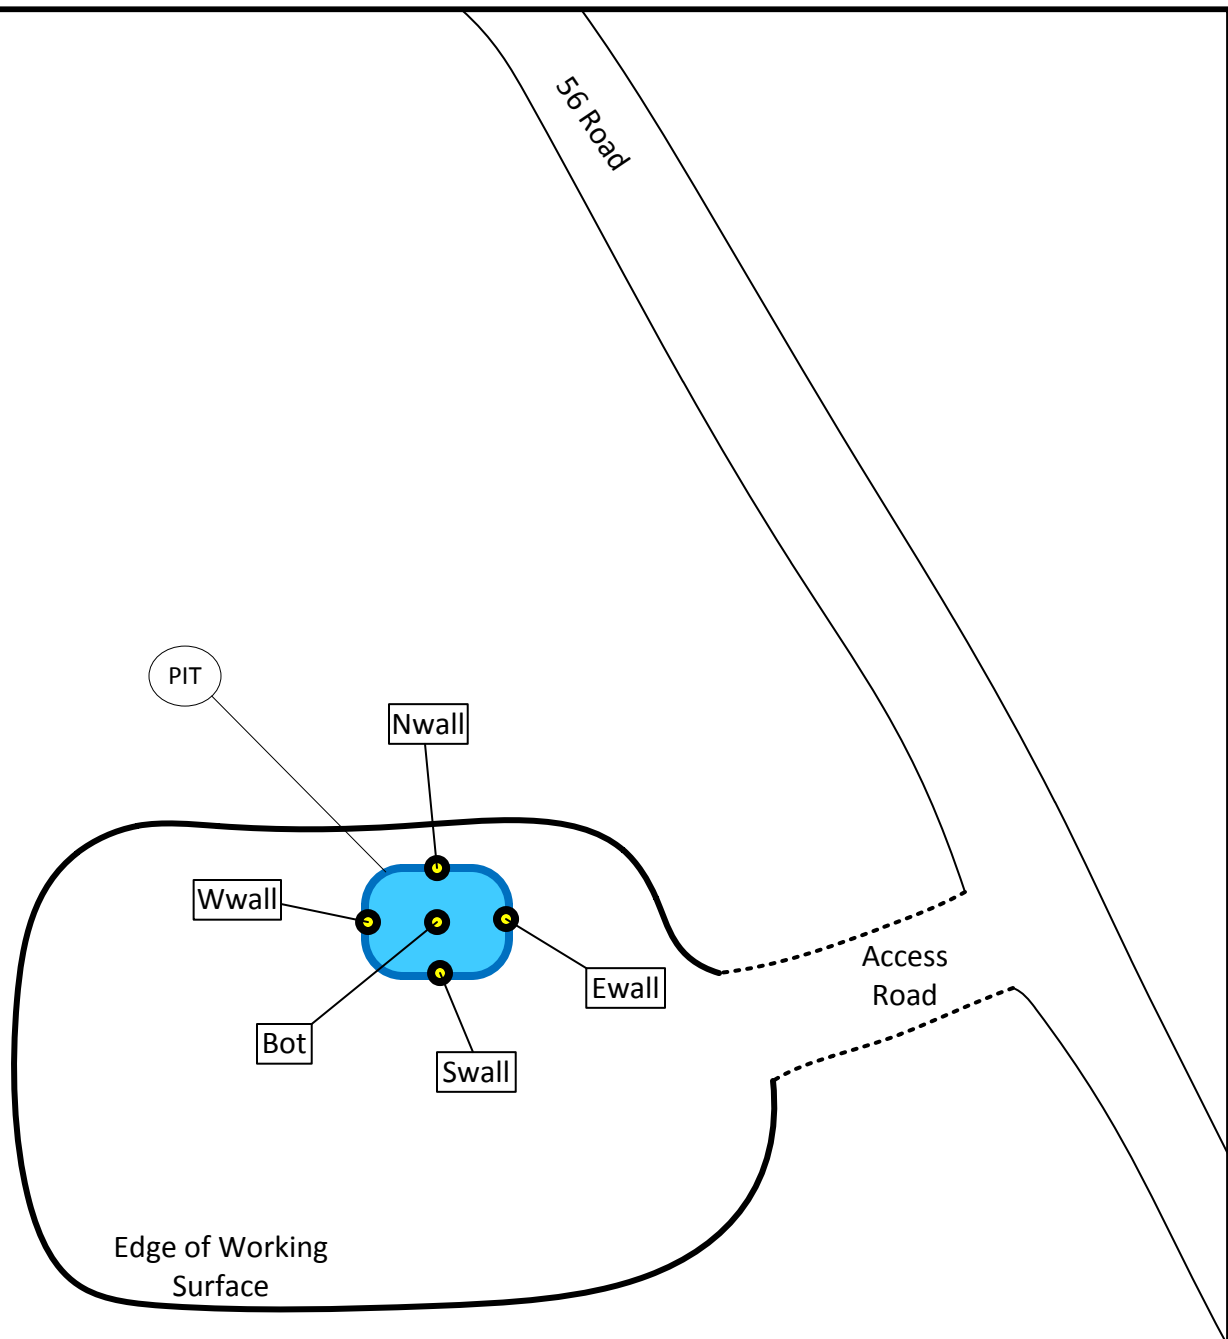 56 Road
PIT
Nwall
Wwall
Access
Road
Ewall
Bot
Swall
Edge of Working
Surface